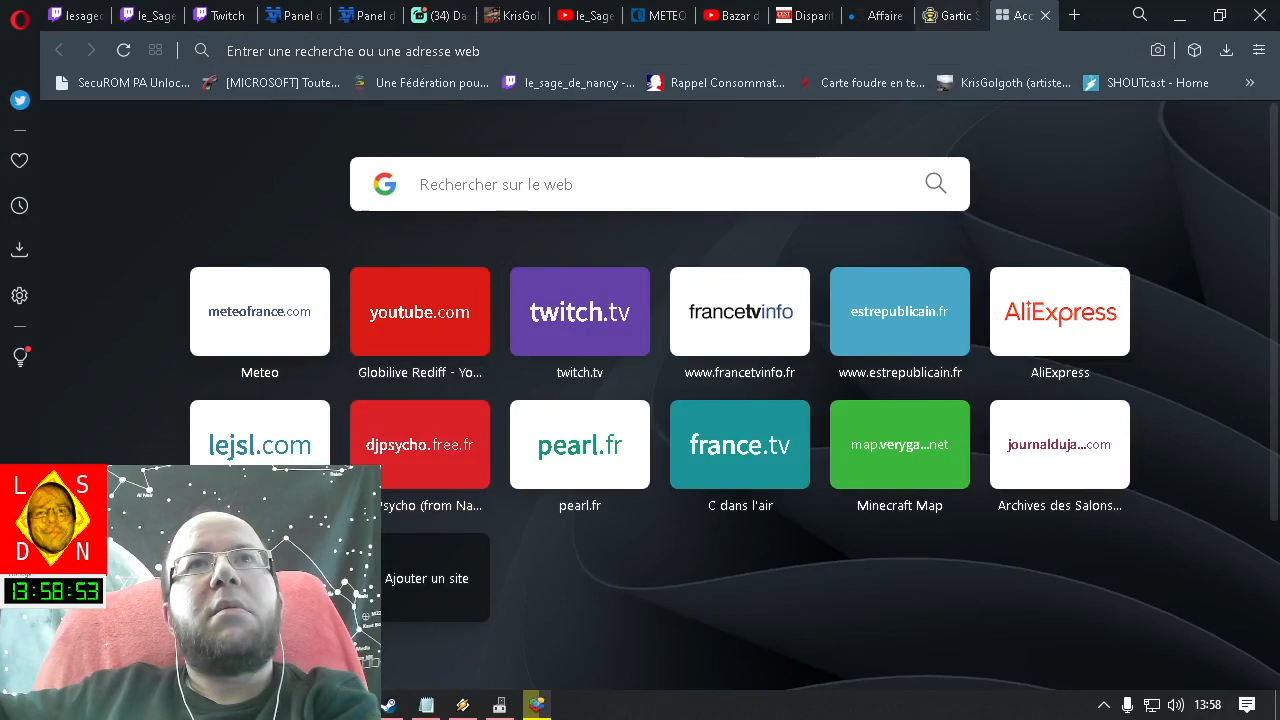 le_Sage
Twitch
Panel d
Panel d
(34) Da
KrisGol
le_Sage
METEO
Bazar d
Disparit
Affaire
Gartic
Acc
Entrer une recherche ou une adresse web
SecuROM PA Unloc...
[MICROSOFT] Toute...
Une Fédération pou...
le_sage_de_nancy -...
Rappel Consommat...
Carte foudre en te...
KrisGolgoth (artiste...
SHOUTcast - Home
Rechercher sur le web
meteofrance.com
youtube.com
twitch.tv
francetvinfo
estrepublicain.fr
AliExpress
Meteo
Globilive Rediff - Yo...
twitch.tv
www.francetvinfo.fr
www.estrepublicain.fr
AliExpress
lejsl.com
djpsycho.free.fr
pearl.fr
france.tv
map.veryga...net
journalduja...com
Psycho (from Na...
pearl.fr
C dans l'air
Minecraft Map
Archives des Salons...
L S
D N
Ajouter un site
13:58:53
13:58